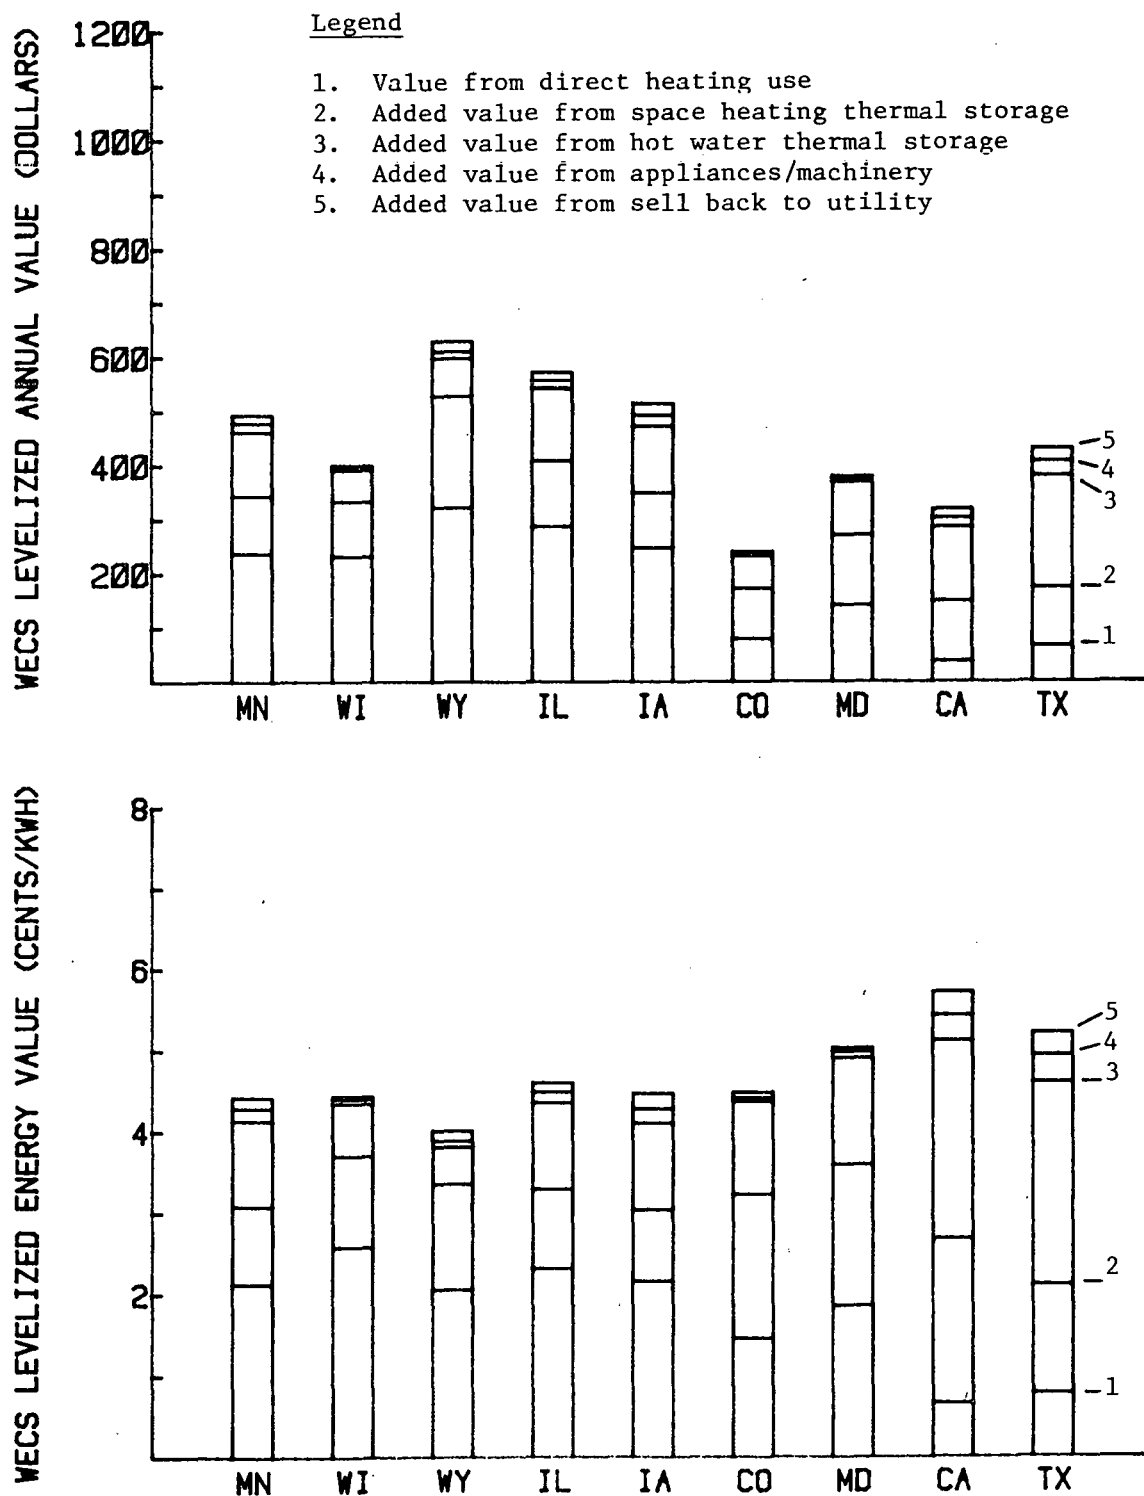 Legend
1. Value from direct heating use
2. Added value from space heating thermal storage
3. Added value from hot water thermal storage
4. Added value from appliances/machinery
5. Added value from sell back to utility
WECS LEVELIZED ANNUAL VALUE (DOLLARS)
1200
1000
800
600
400
200
5
4
3
2
1
MN WI WY IL IA CO MD CA TX
WECS LEVELIZED ENERGY VALUE (CENTS/KWH)
8
6
4
2
5
4
3
2
1
MN WI WY IL IA CO MD CA TX